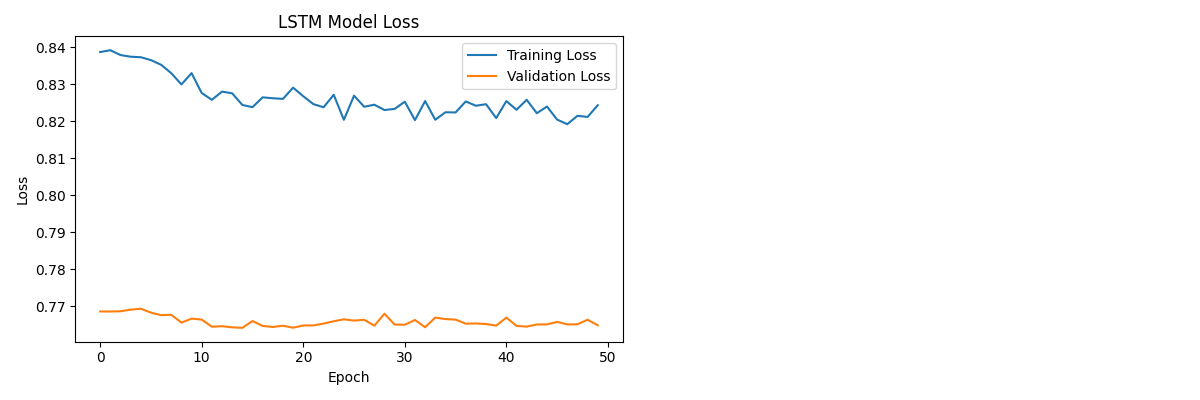 LSTM Model Loss
Training Loss
Validation Loss
0.84
0.83
0.82
0.81
0.80
0.79
0.78
0.77
Loss
0 10 20 30 40 50
Epoch